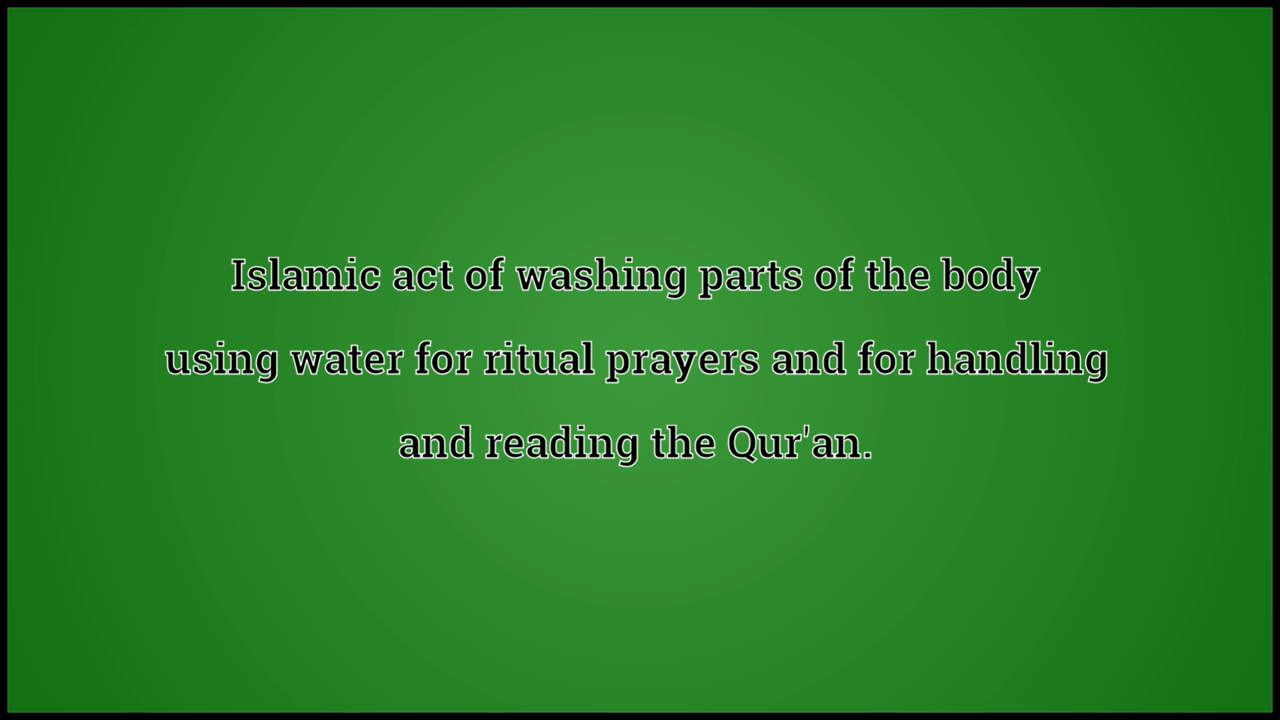 Islamic act of washing parts of the body
using water for ritual prayers and for handling
and reading the Qur'an.